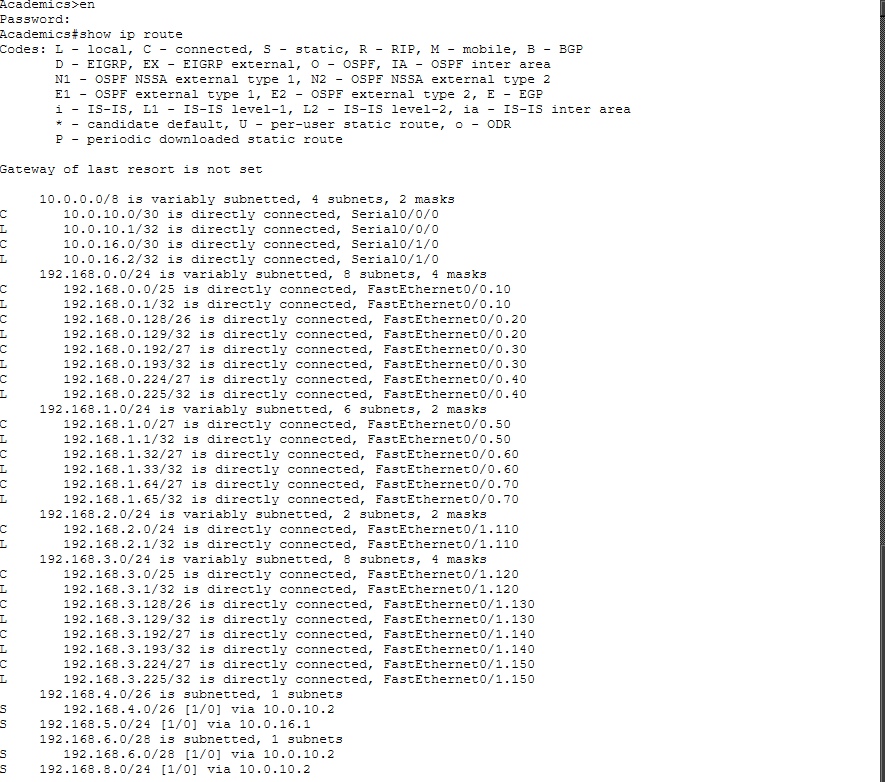 Academics>en
Password:
Academics#show ip route
Codes: L - local, C - connected, S - static, R - RIP, M - mobile, B - BGP
       D - EIGRP, EX - EIGRP external, O - OSPF, IA - OSPF inter area
       N1 - OSPF NSSA external type 1, N2 - OSPF NSSA external type 2
       E1 - OSPF external type 1, E2 - OSPF external type 2, E - EGP
       i - IS-IS, L1 - IS-IS level-1, L2 - IS-IS level-2, ia - IS-IS inter area
       * - candidate default, U - per-user static route, o - ODR
       P - periodic downloaded static route
Gateway of last resort is not set
     10.0.0.0/8 is variably subnetted, 4 subnets, 2 masks
C       10.0.10.0/30 is directly connected, Serial0/0/0
L       10.0.10.1/32 is directly connected, Serial0/0/0
C       10.0.16.0/30 is directly connected, Serial0/1/0
L       10.0.16.2/32 is directly connected, Serial0/1/0
     192.168.0.0/24 is variably subnetted, 8 subnets, 4 masks
C       192.168.0.0/25 is directly connected, FastEthernet0/0.10
L       192.168.0.1/32 is directly connected, FastEthernet0/0.10
C       192.168.0.128/26 is directly connected, FastEthernet0/0.20
L       192.168.0.129/32 is directly connected, FastEthernet0/0.20
C       192.168.0.192/27 is directly connected, FastEthernet0/0.30
L       192.168.0.193/32 is directly connected, FastEthernet0/0.30
C       192.168.0.224/27 is directly connected, FastEthernet0/0.40
L       192.168.0.225/32 is directly connected, FastEthernet0/0.40
     192.168.1.0/24 is variably subnetted, 6 subnets, 2 masks
C       192.168.1.0/27 is directly connected, FastEthernet0/0.50
L       192.168.1.1/32 is directly connected, FastEthernet0/0.50
C       192.168.1.32/27 is directly connected, FastEthernet0/0.60
L       192.168.1.33/32 is directly connected, FastEthernet0/0.60
C       192.168.1.64/27 is directly connected, FastEthernet0/0.70
L       192.168.1.65/32 is directly connected, FastEthernet0/0.70
     192.168.2.0/24 is variably subnetted, 2 subnets, 2 masks
C       192.168.2.0/24 is directly connected, FastEthernet0/1.110
L       192.168.2.1/32 is directly connected, FastEthernet0/1.110
     192.168.3.0/24 is variably subnetted, 8 subnets, 4 masks
C       192.168.3.0/25 is directly connected, FastEthernet0/1.120
L       192.168.3.1/32 is directly connected, FastEthernet0/1.120
C       192.168.3.128/26 is directly connected, FastEthernet0/1.130
L       192.168.3.129/32 is directly connected, FastEthernet0/1.130
C       192.168.3.192/27 is directly connected, FastEthernet0/1.140
L       192.168.3.193/32 is directly connected, FastEthernet0/1.140
C       192.168.3.224/27 is directly connected, FastEthernet0/1.150
L       192.168.3.225/32 is directly connected, FastEthernet0/1.150
     192.168.4.0/26 is subnetted, 1 subnets
S       192.168.4.0/26 [1/0] via 10.0.10.2
S    192.168.5.0/24 [1/0] via 10.0.16.1
     192.168.6.0/28 is subnetted, 1 subnets
S       192.168.6.0/28 [1/0] via 10.0.10.2
S    192.168.8.0/24 [1/0] via 10.0.10.2